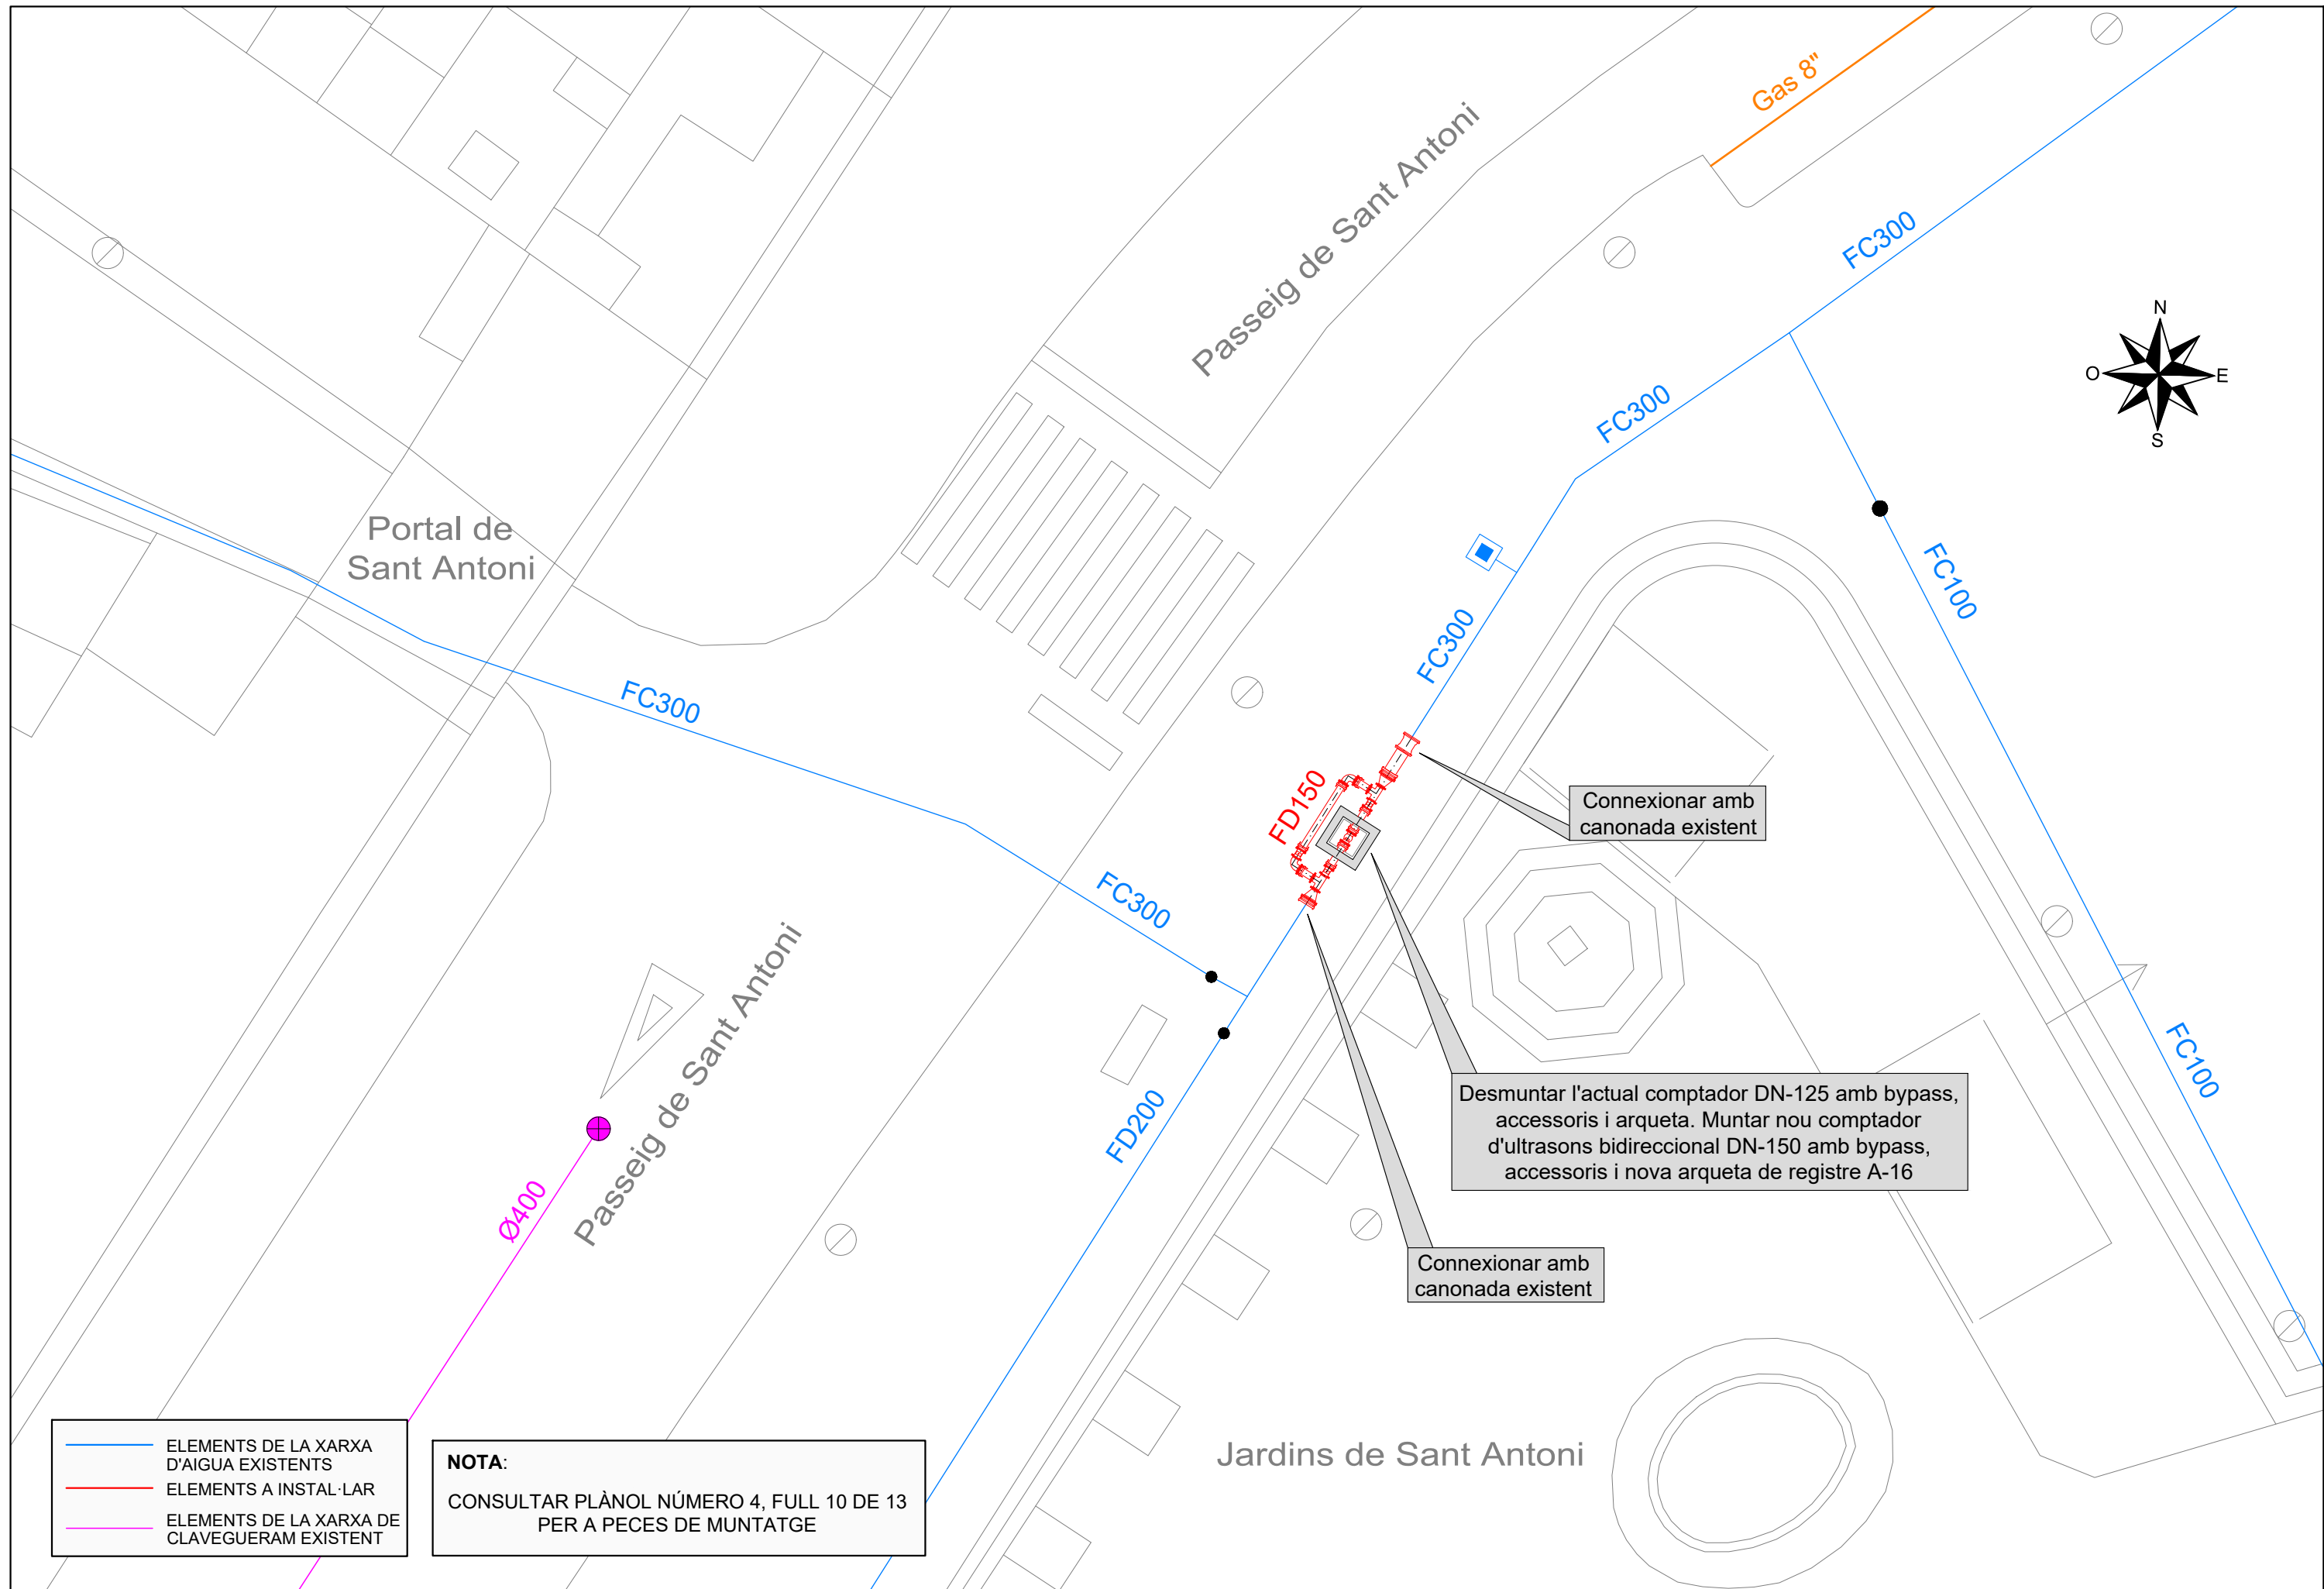 Gas 8"
Passeig de Sant Antoni
FC300
N
O
E
S
FC300
Portal de
Sant Antoni
FC100
FC300
FC300
FD150
Connexionar amb
canonada existent
FC300
Passeig de Sant Antoni
FC100
FD200
Desmuntar l'actual comptador DN-125 amb bypass,
accessoris i arqueta. Muntar nou comptador
d'ultrasons bidireccional DN-150 amb bypass,
accessoris i nova arqueta de registre A-16
Ø400
Connexionar amb
canonada existent
Jardins de Sant Antoni
ELEMENTS DE LA XARXA
D'AIGUA EXISTENTS
ELEMENTS A INSTAL·LAR
ELEMENTS DE LA XARXA DE
CLAVEGUERAM EXISTENT
NOTA:
CONSULTAR PLÀNOL NÚMERO 4, FULL 10 DE 13
PER A PECES DE MUNTATGE